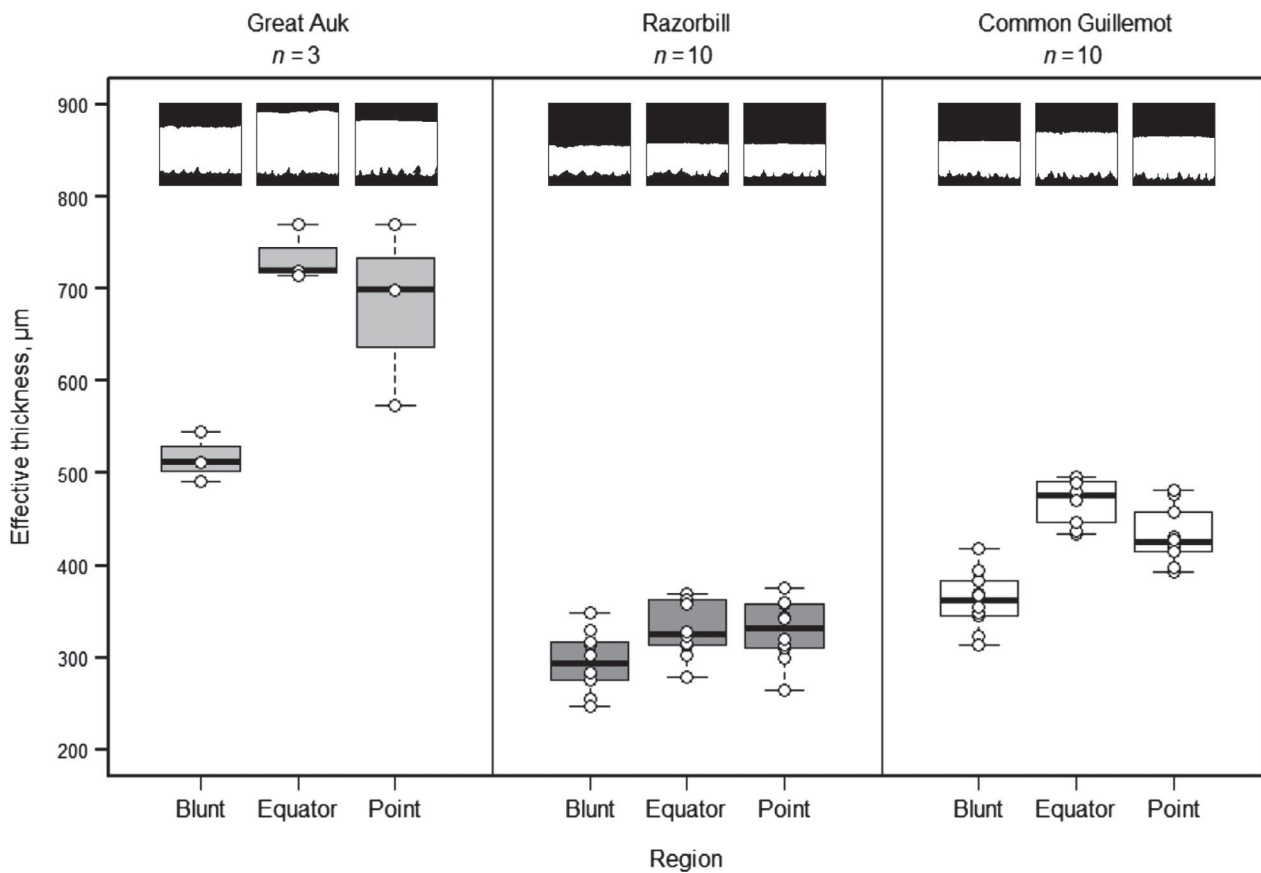 Great Auk
n = 3
Razorbill
n = 10
Common Guillemot
n = 10
Effective thickness, µm
900
800
700
600
500
400
300
200
Blunt
Equator
Point
Blunt
Equator
Point
Blunt
Equator
Point
Region